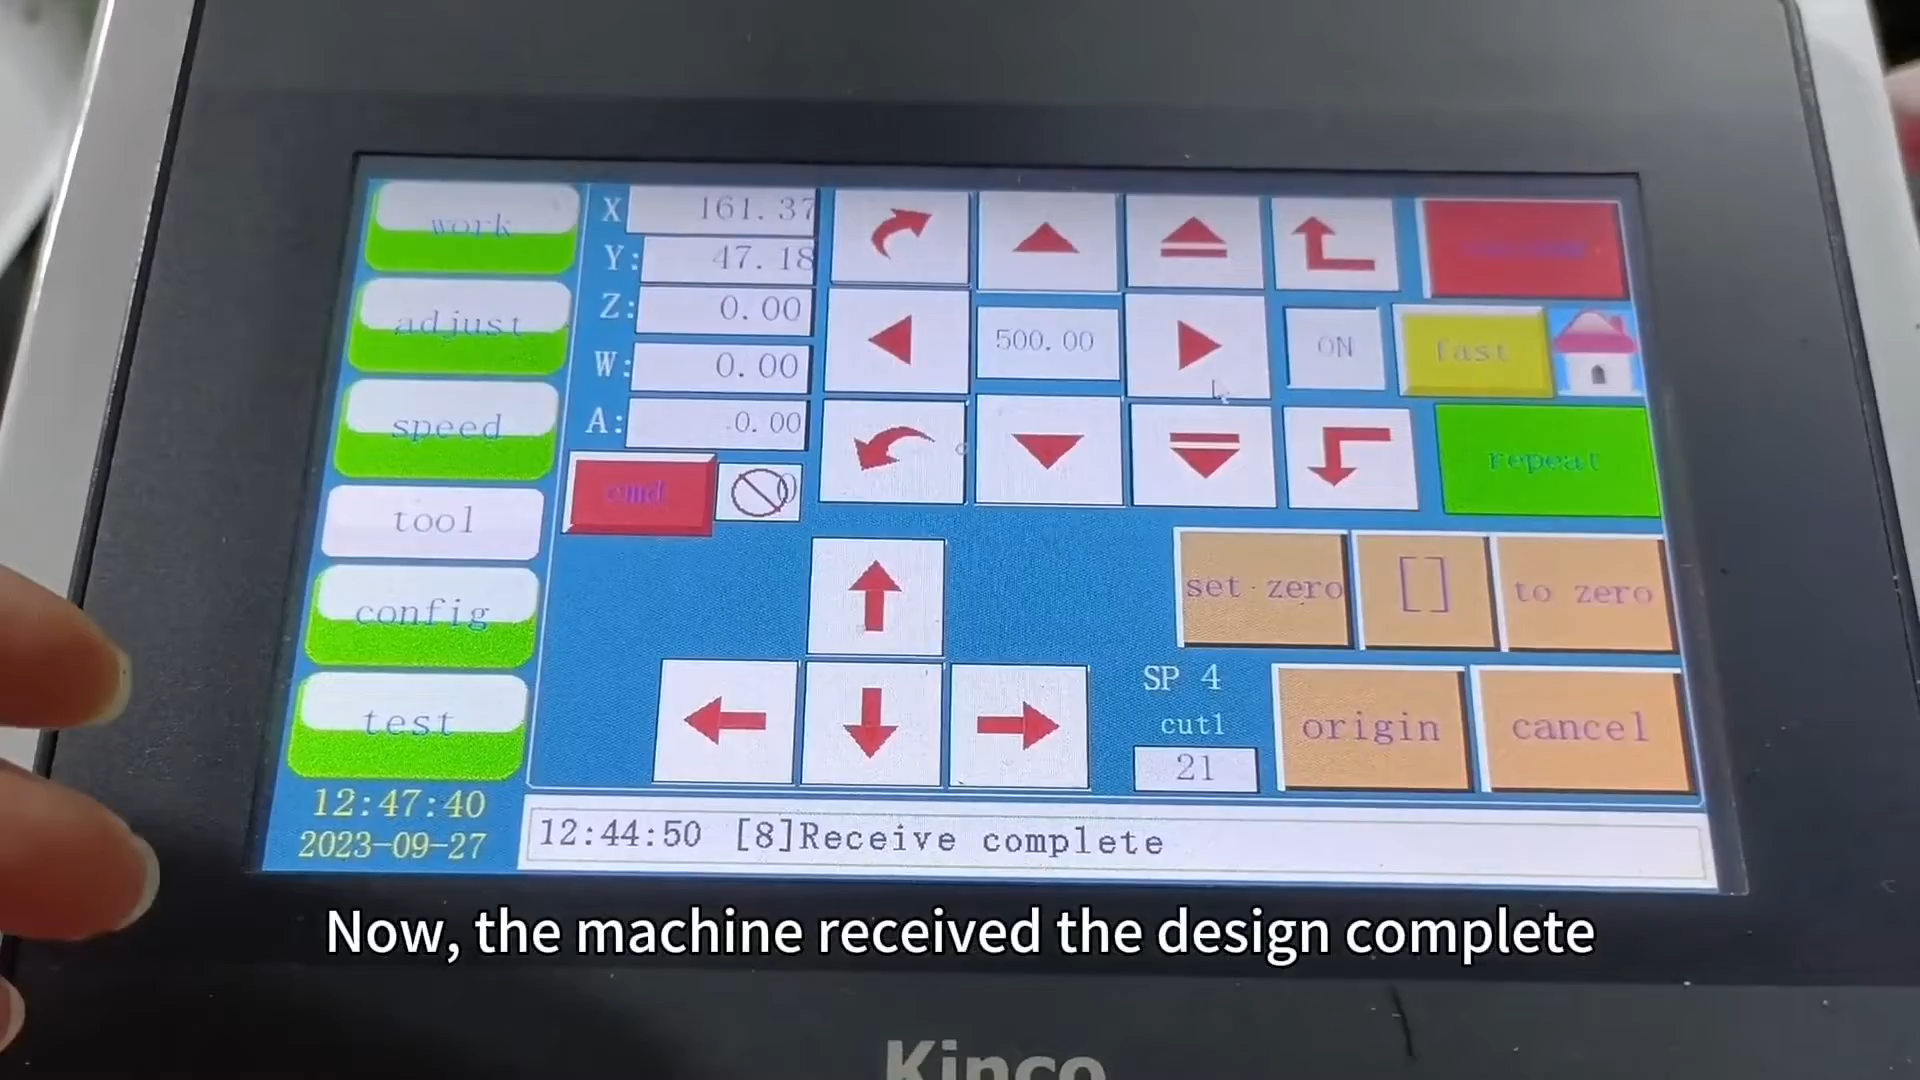 work
adjust
speed
tool
config
test
12:47:40
2023-09-27
X 161.37
Y: 47.18
Z: 0.00
W: 0.00
A: 0.00
cmd
500.00
ON
fast
repeat
set zero
[]
to zero
SP 4
cut1
21
origin
cancel
12:44:50 [8]Receive complete
Now, the machine received the design complete
Kinco